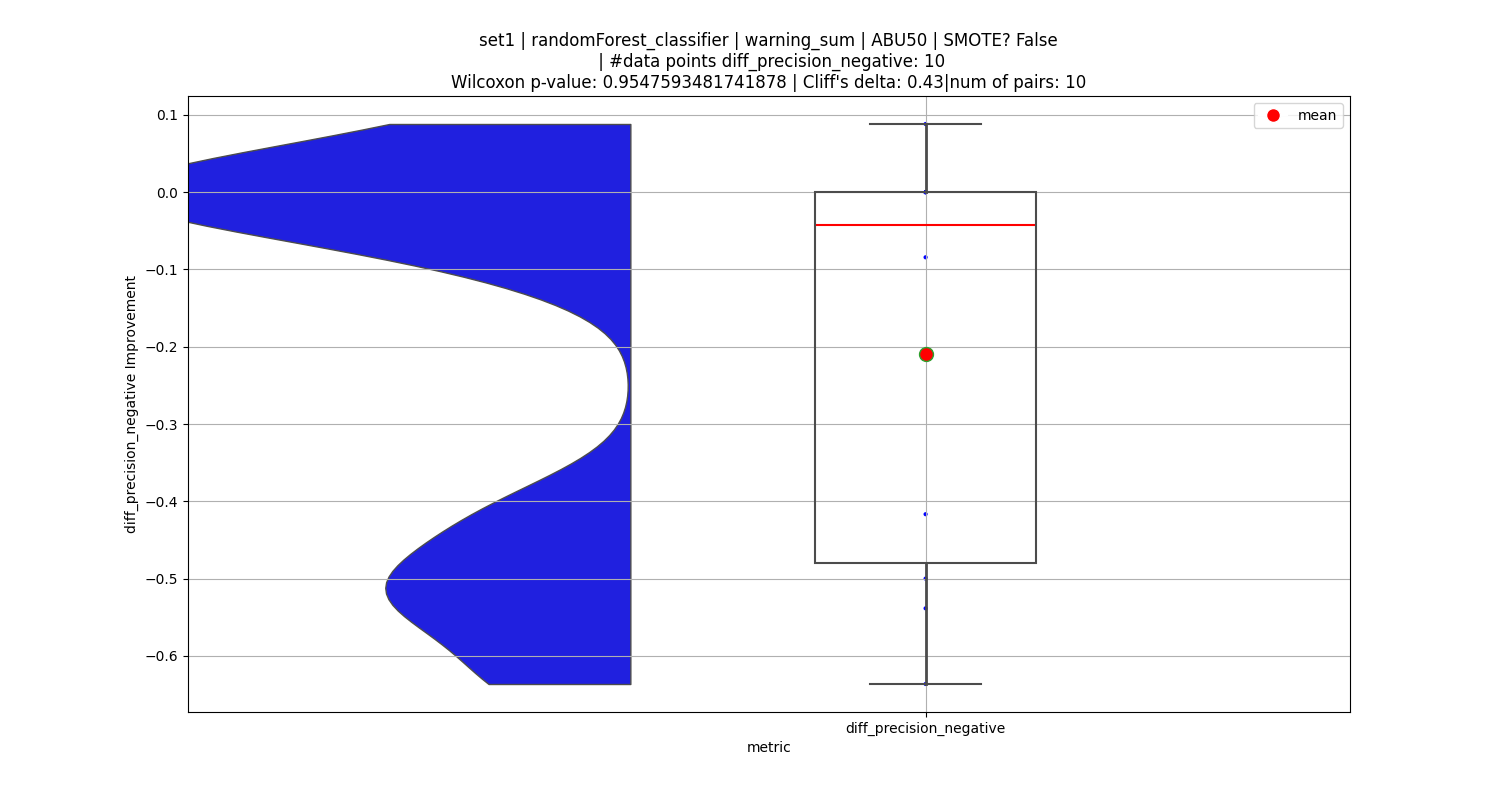 set1 | randomForest_classifier | warning_sum | ABU50 | SMOTE? False
| #data points diff_precision_negative: 10
Wilcoxon p-value: 0.9547593481741878 | Cliff's delta: 0.43|num of pairs: 10
mean
0.1
0.0
−0.1
−0.2
−0.3
−0.4
−0.5
−0.6
diff_precision_negative Improvement
diff_precision_negative
metric